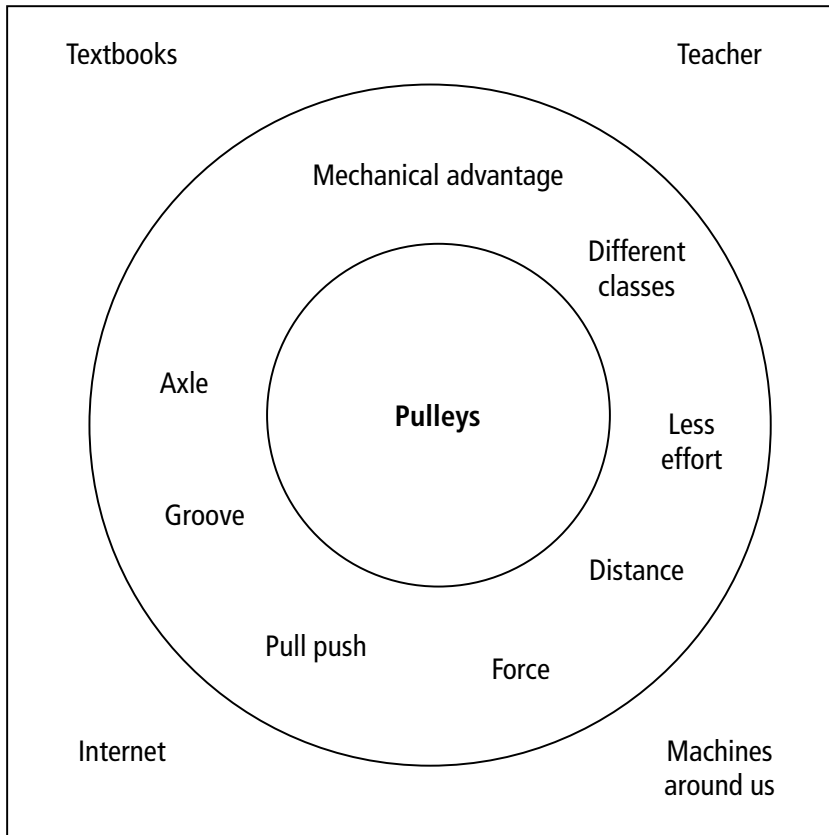 Textbooks
Teacher
Mechanical advantage
Different
classes
Axle
Pulleys
Less
effort
Groove
Distance
Pull push
Force
Internet
Machines
around us